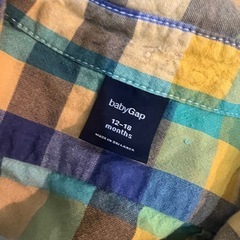 babyGap
12-18
months
MADE IN SRI LANKA